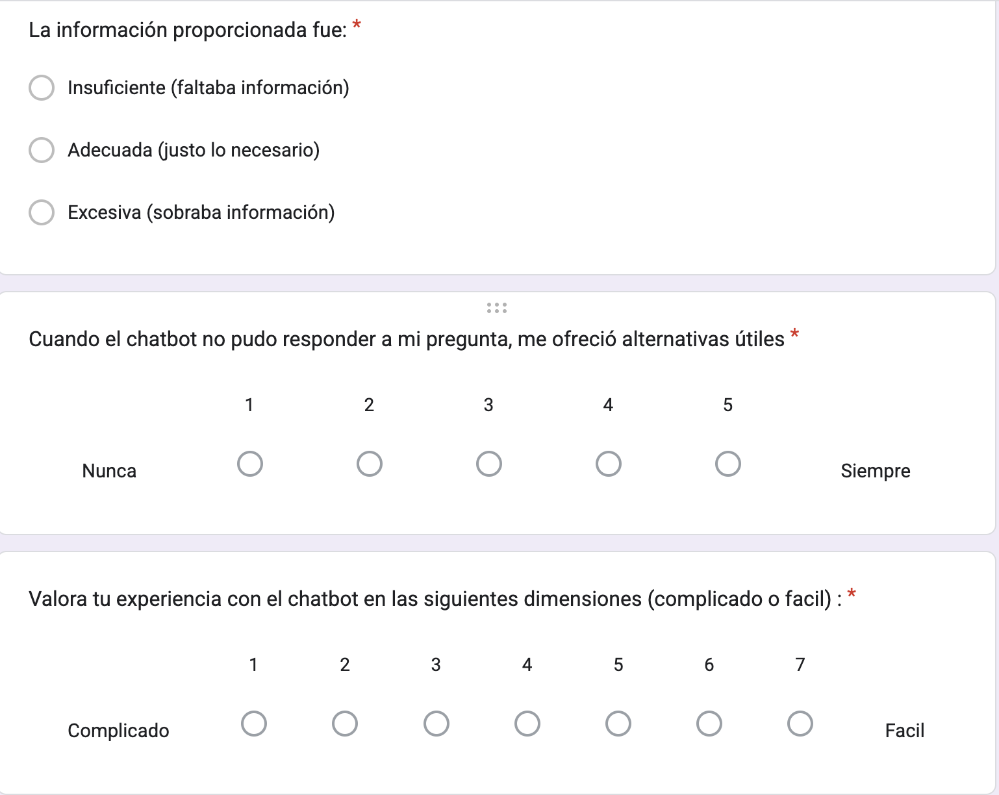 La información proporcionada fue: *
Insuficiente (faltaba información)
Adecuada (justo lo necesario)
Excesiva (sobraba información)
Cuando el chatbot no pudo responder a mi pregunta, me ofreció alternativas útiles *
1 2 3 4 5
Nunca Siempre
Valora tu experiencia con el chatbot en las siguientes dimensiones (complicado o facil) : *
1 2 3 4 5 6 7
Complicado Facil